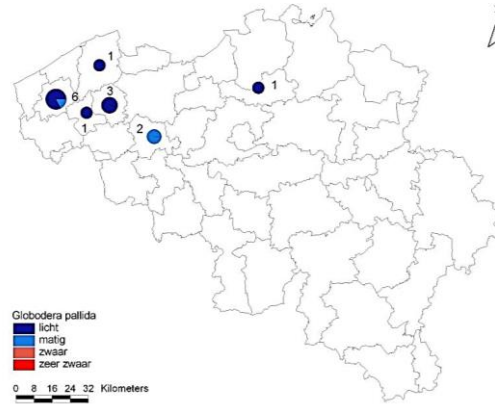 1
6
3
1
1
2
Globodera pallida
licht
matig
zwaar
zeer zwaar
0 8 16 24 32 Kilometers